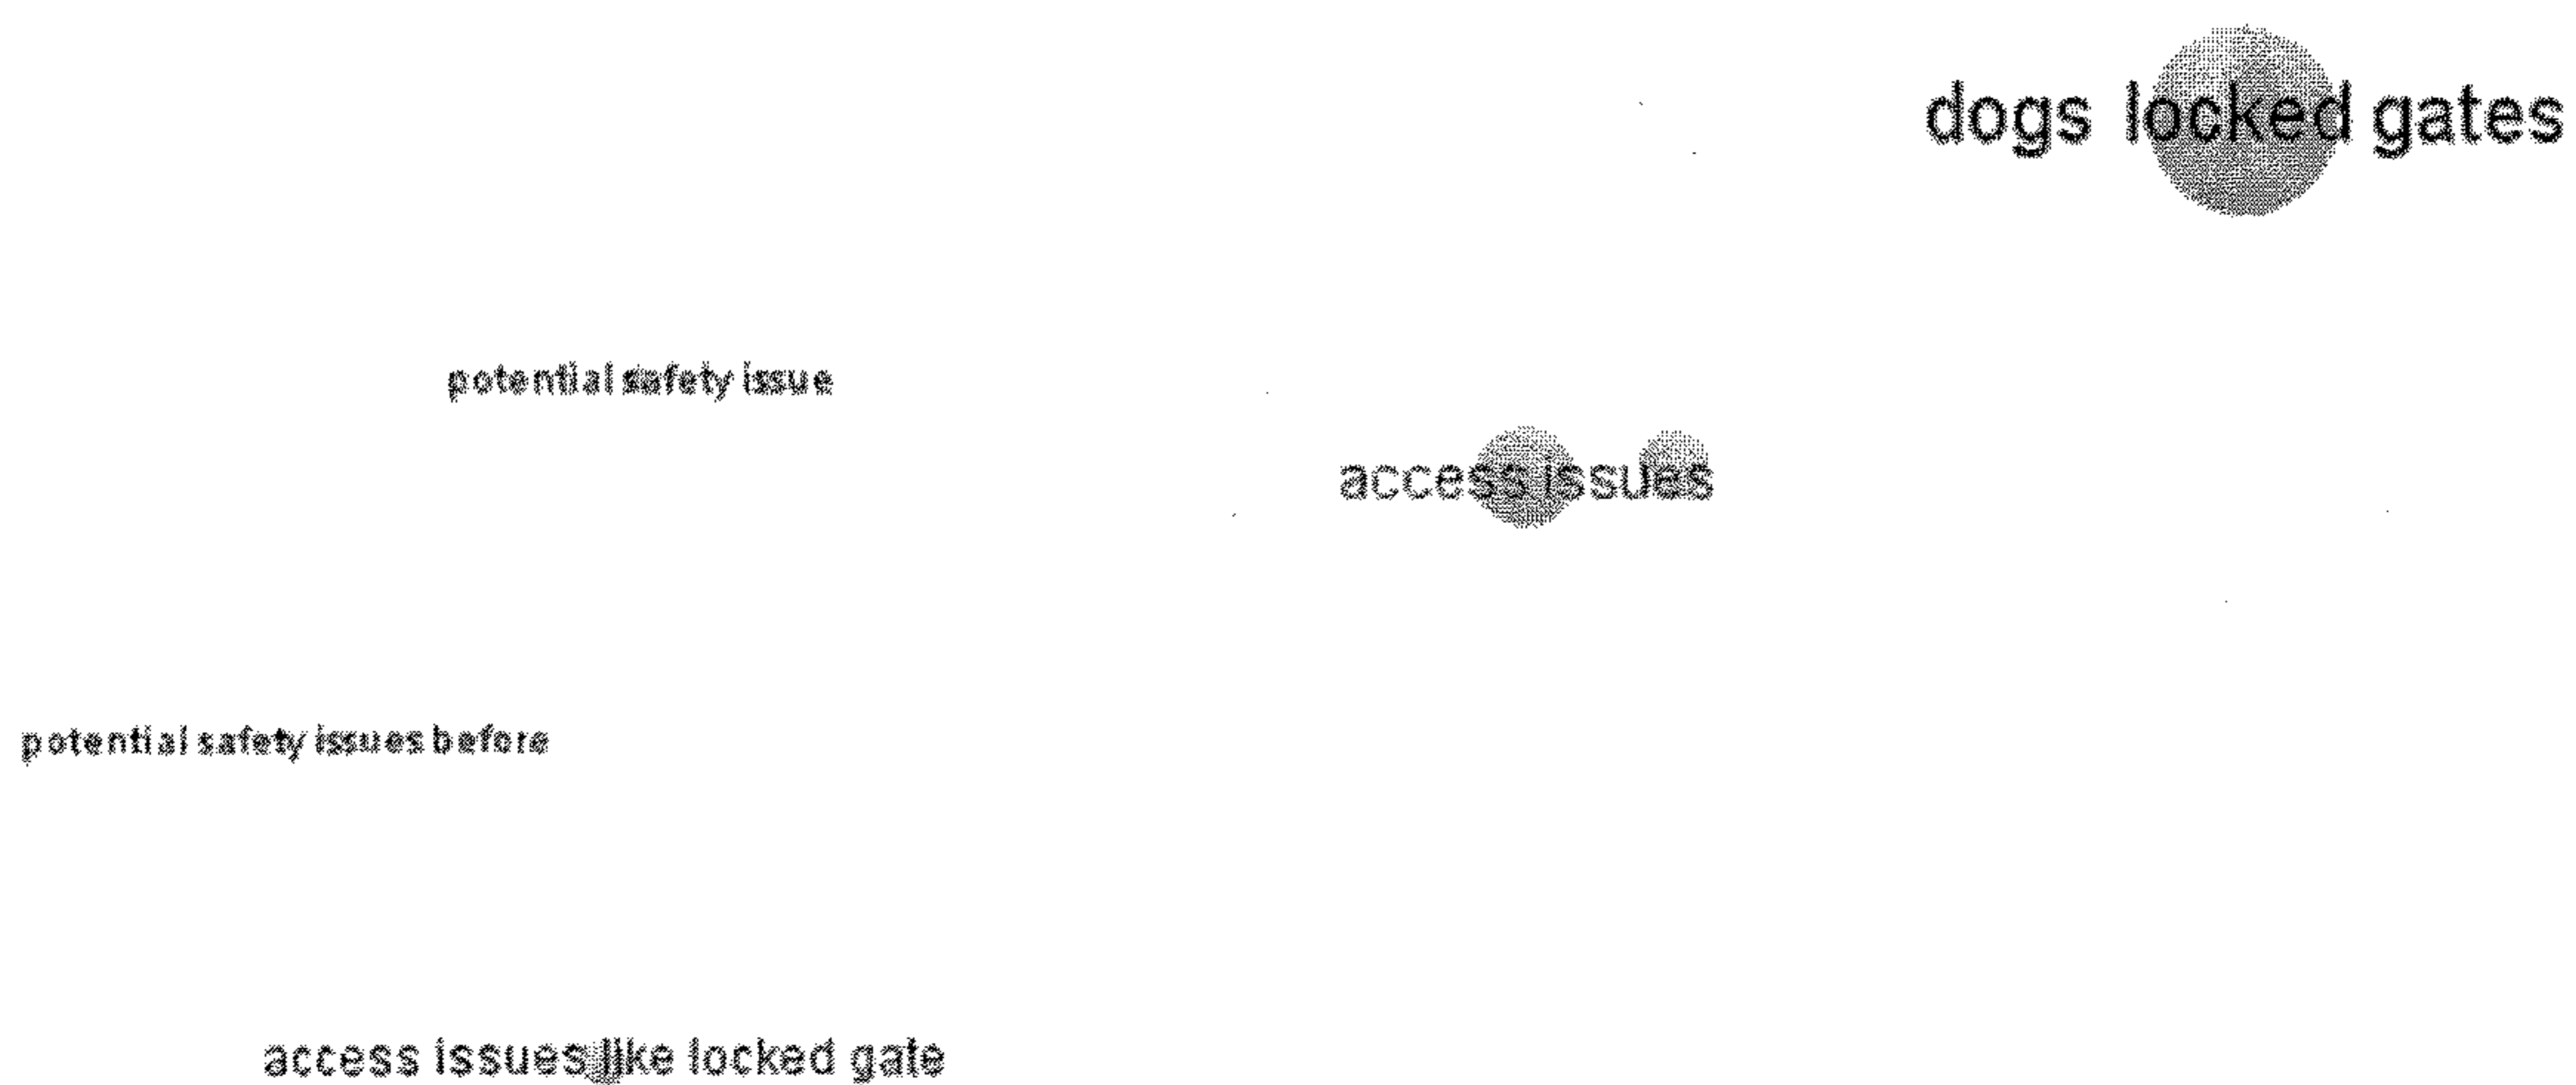 dogs locked gates
potential safety issue
access issues
potential safety issues before
access issues like locked gate